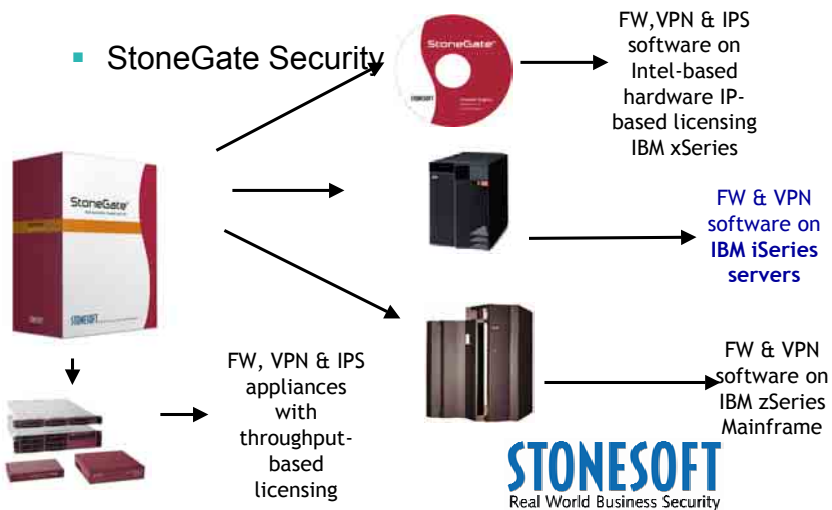 StoneGate Security
StoneGate
STONESOFT
FW,VPN & IPS
software on
Intel-based
hardware IP-
based licensing
IBM xSeries
StoneGate
STONESOFT
FW & VPN
software on
IBM iSeries
servers
FW, VPN & IPS
appliances
with
throughput-
based
licensing
FW & VPN
software on
IBM zSeries
Mainframe
STONESOFT
Real World Business Security